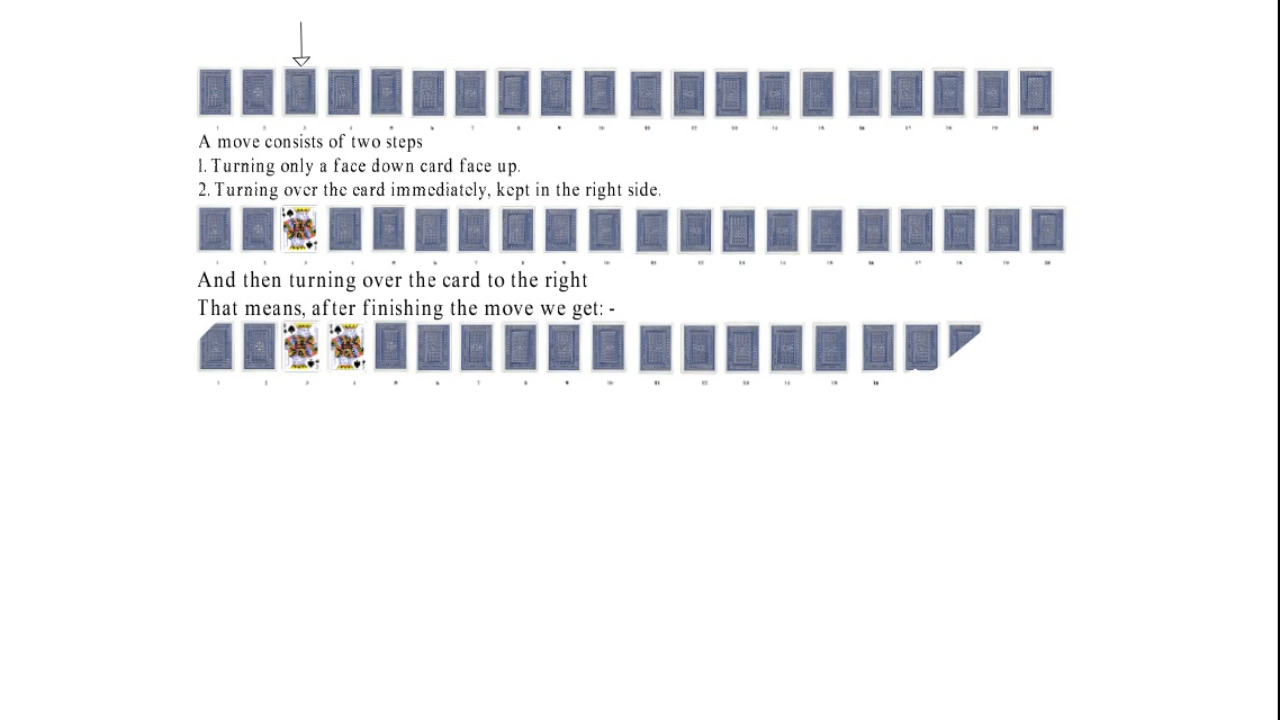 A move consists of two steps
1. Turning only a face down card face up.
2. Turning over the card immediately, kept in the right side.
And then turning over the card to the right
That means, after finishing the move we get: -